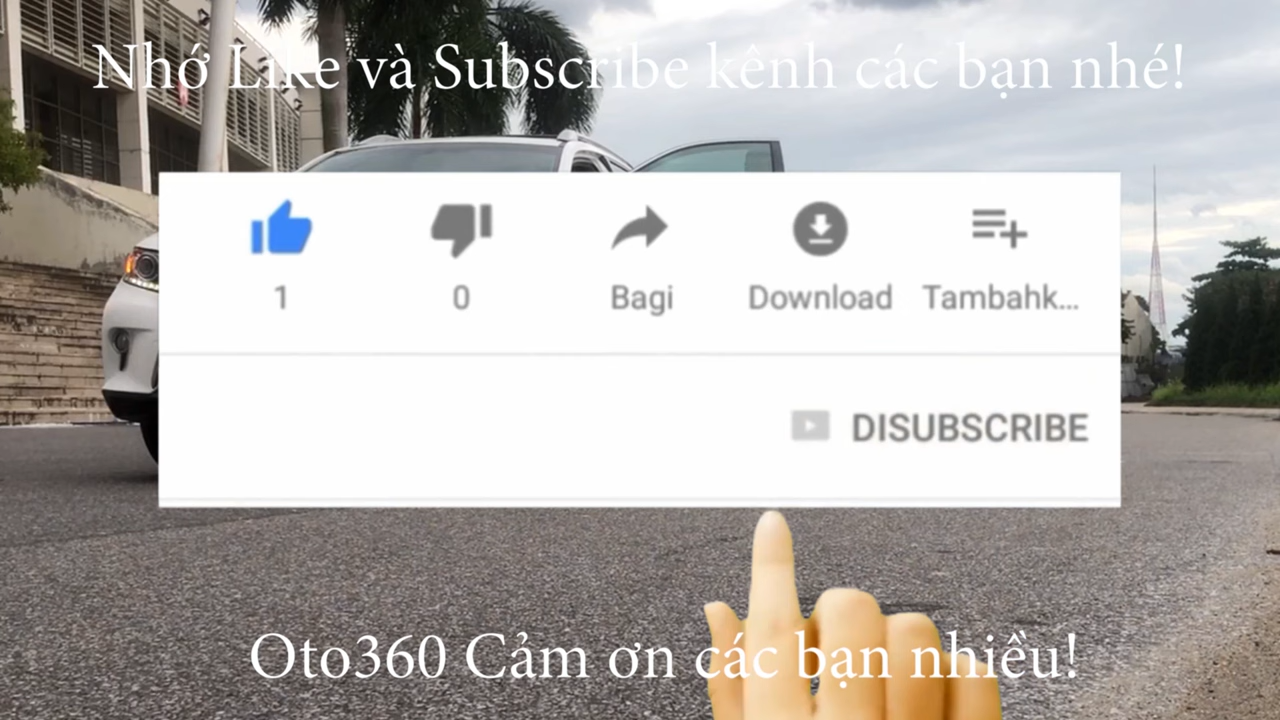 Nhớ Like và Subscribe kênh các bạn nhé!
1 0 Bagi Download Tambahk...
DISUBSCRIBE
Oto360 Cảm ơn các bạn nhiều!